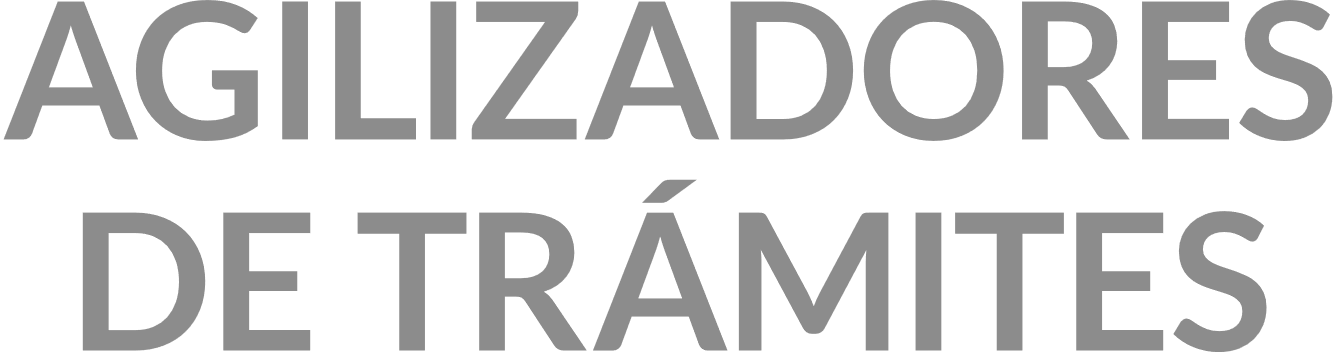 AGILIZADORES
DE TRÁMITES